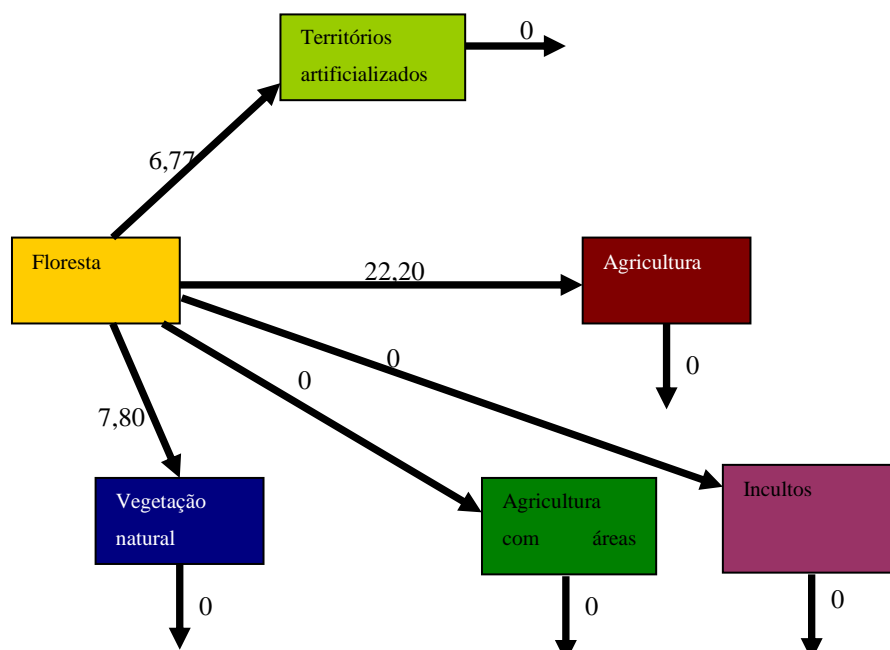 0
Territórios
artificializados
6,77
Floresta
22,20
Agricultura
0
0
0
7,80
Vegetação
natural
Agricultura
com áreas
Incultos
0
0
0